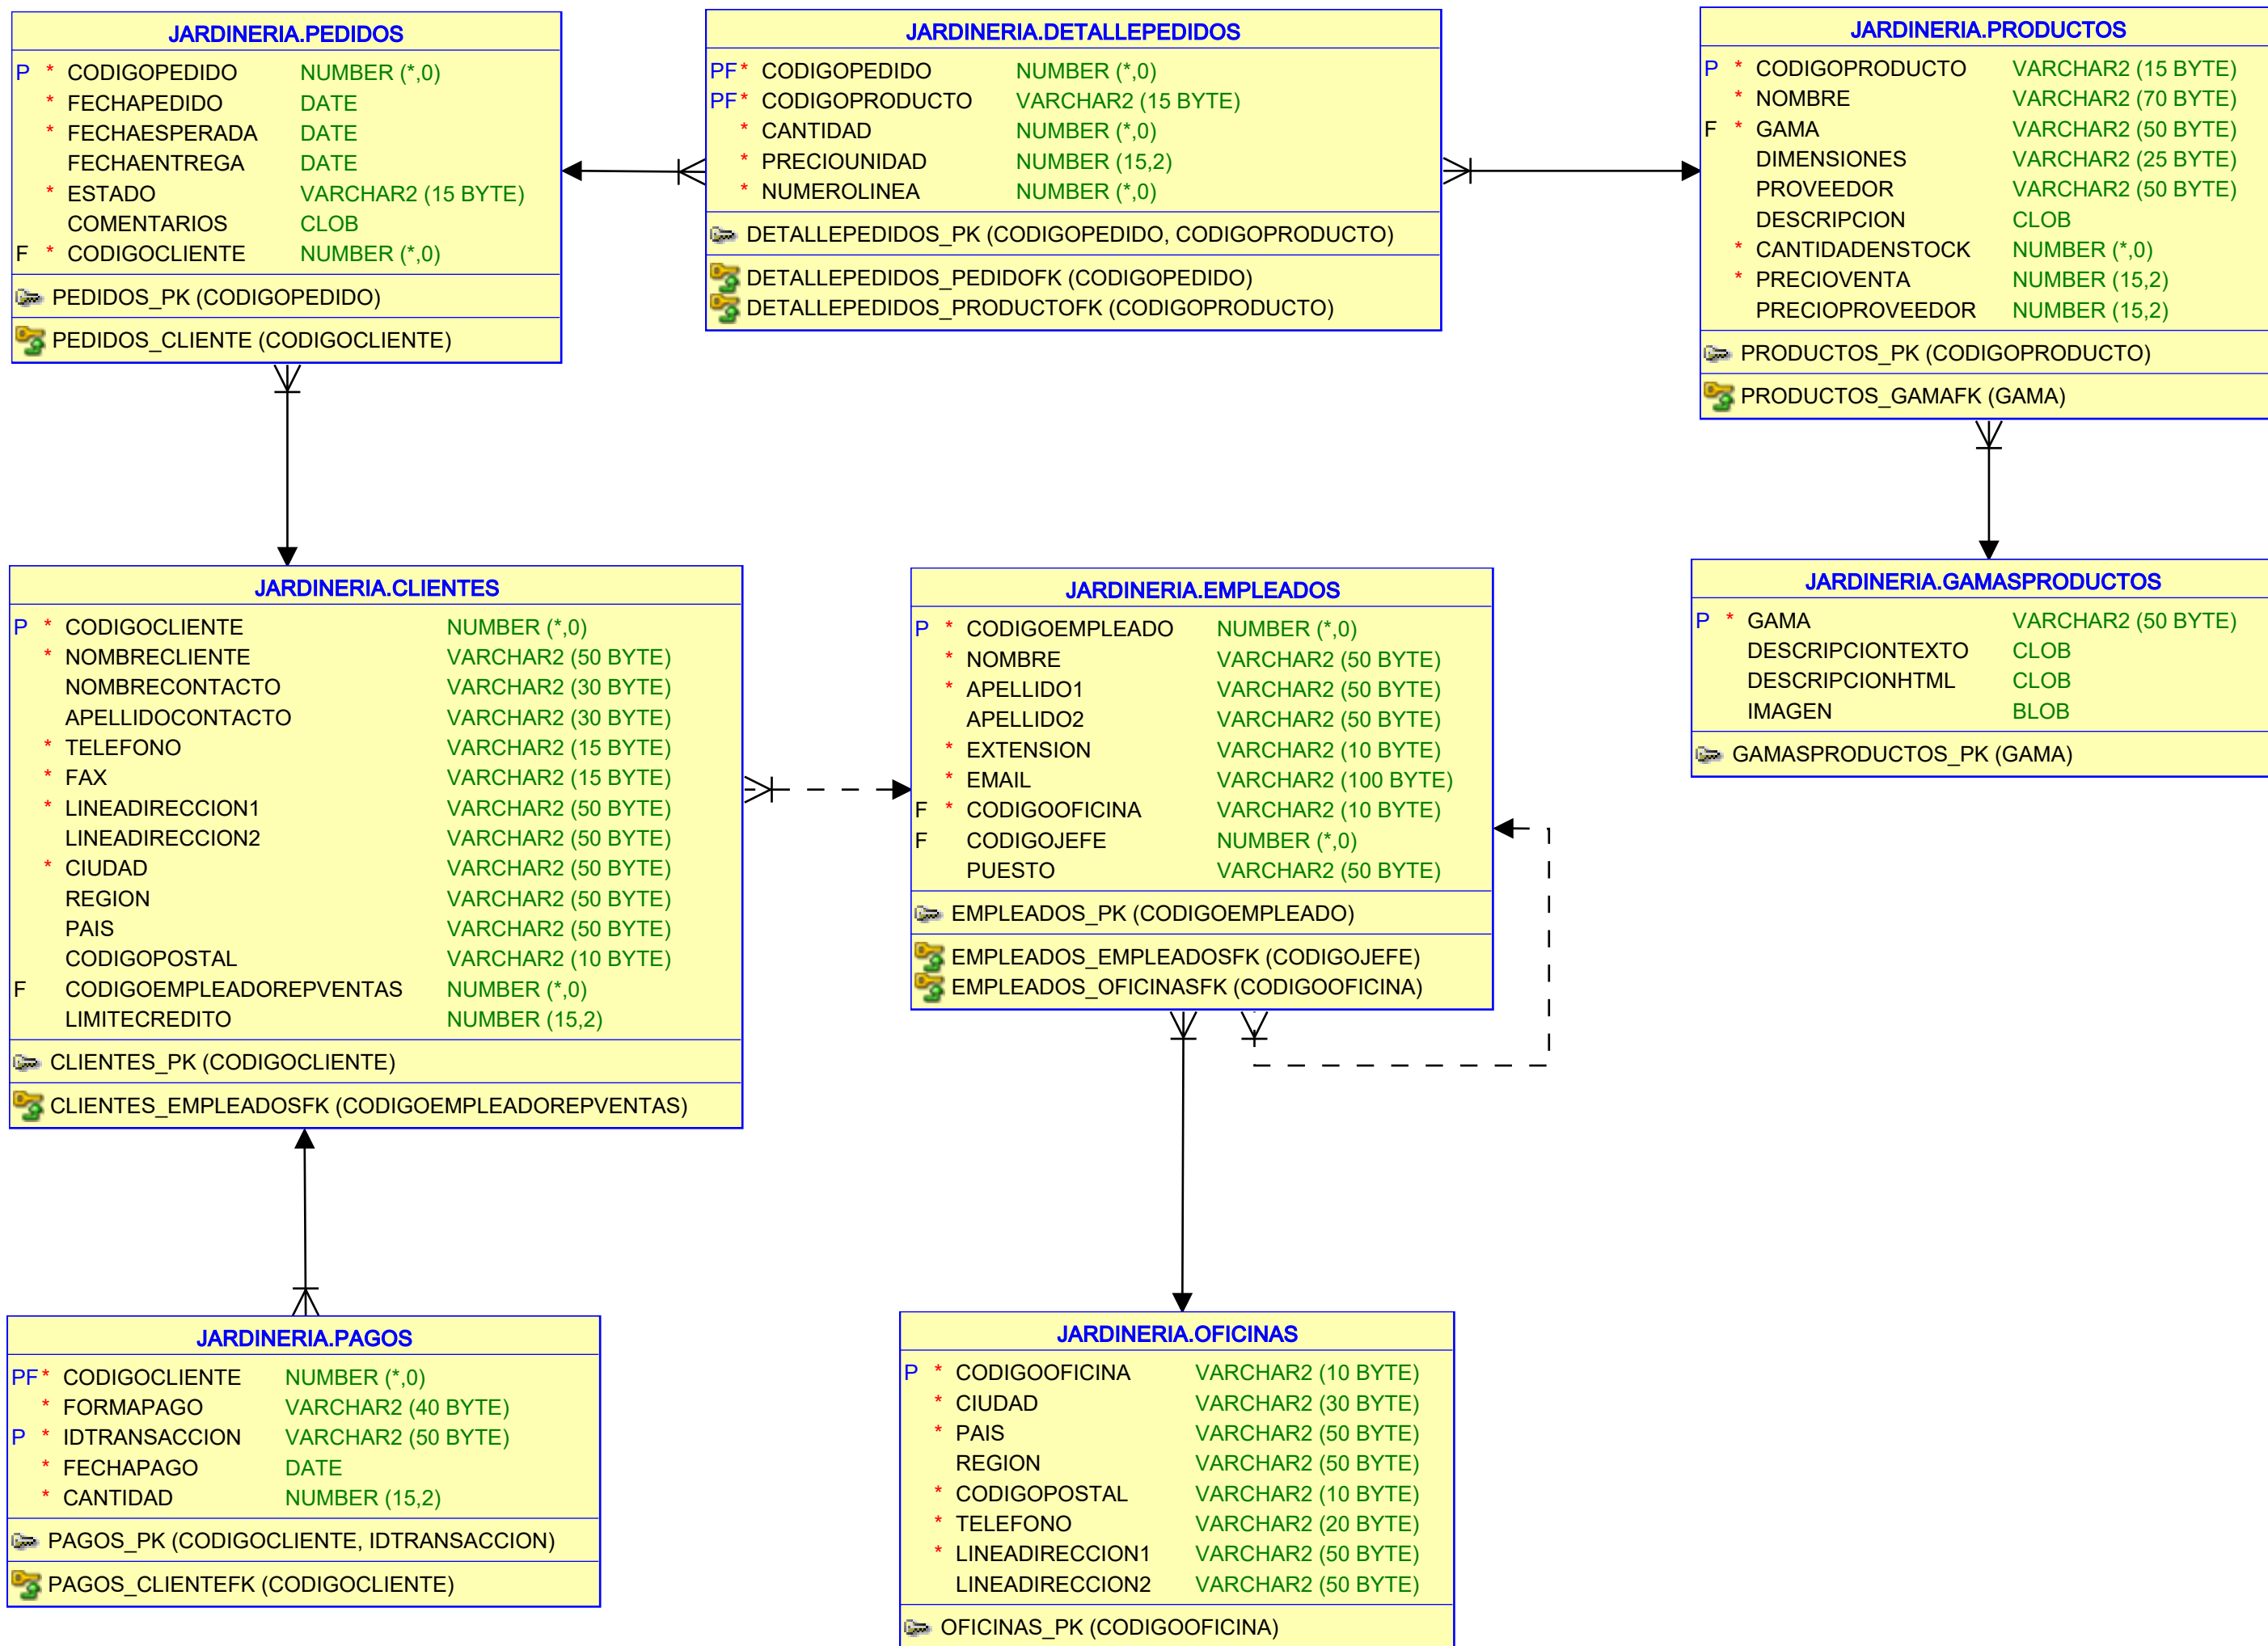 JARDINERIA.PEDIDOS
P * CODIGOPEDIDO NUMBER (*,0)
* FECHAPEDIDO DATE
* FECHAESPERADA DATE
FECHAENTREGA DATE
* ESTADO VARCHAR2 (15 BYTE)
COMENTARIOS CLOB
F * CODIGOCLIENTE NUMBER (*,0)
PEDIDOS_PK (CODIGOPEDIDO)
PEDIDOS_CLIENTE (CODIGOCLIENTE)
JARDINERIA.DETALLEPEDIDOS
PF* CODIGOPEDIDO NUMBER (*,0)
PF* CODIGOPRODUCTO VARCHAR2 (15 BYTE)
* CANTIDAD NUMBER (*,0)
* PRECIOUNIDAD NUMBER (15,2)
* NUMEROLINEA NUMBER (*,0)
DETALLEPEDIDOS_PK (CODIGOPEDIDO, CODIGOPRODUCTO)
DETALLEPEDIDOS_PEDIDOFK (CODIGOPEDIDO)
DETALLEPEDIDOS_PRODUCTOFK (CODIGOPRODUCTO)
JARDINERIA.PRODUCTOS
P * CODIGOPRODUCTO VARCHAR2 (15 BYTE)
* NOMBRE VARCHAR2 (70 BYTE)
F * GAMA VARCHAR2 (50 BYTE)
DIMENSIONES VARCHAR2 (25 BYTE)
PROVEEDOR VARCHAR2 (50 BYTE)
DESCRIPCION CLOB
* CANTIDADENSTOCK NUMBER (*,0)
* PRECIOVENTA NUMBER (15,2)
PRECIOPROVEEDOR NUMBER (15,2)
PRODUCTOS_PK (CODIGOPRODUCTO)
PRODUCTOS_GAMAFK (GAMA)
JARDINERIA.CLIENTES
P * CODIGOCLIENTE NUMBER (*,0)
* NOMBRECLIENTE VARCHAR2 (50 BYTE)
NOMBRECONTACTO VARCHAR2 (30 BYTE)
APELLIDOCONTACTO VARCHAR2 (30 BYTE)
* TELEFONO VARCHAR2 (15 BYTE)
* FAX VARCHAR2 (15 BYTE)
* LINEADIRECCION1 VARCHAR2 (50 BYTE)
LINEADIRECCION2 VARCHAR2 (50 BYTE)
* CIUDAD VARCHAR2 (50 BYTE)
REGION VARCHAR2 (50 BYTE)
PAIS VARCHAR2 (50 BYTE)
CODIGOPOSTAL VARCHAR2 (10 BYTE)
F CODIGOEMPLEADOREPVENTAS NUMBER (*,0)
LIMITECREDITO NUMBER (15,2)
CLIENTES_PK (CODIGOCLIENTE)
CLIENTES_EMPLEADOSFK (CODIGOEMPLEADOREPVENTAS)
JARDINERIA.EMPLEADOS
P * CODIGOEMPLEADO NUMBER (*,0)
* NOMBRE VARCHAR2 (50 BYTE)
* APELLIDO1 VARCHAR2 (50 BYTE)
APELLIDO2 VARCHAR2 (50 BYTE)
* EXTENSION VARCHAR2 (10 BYTE)
* EMAIL VARCHAR2 (100 BYTE)
F * CODIGOOFICINA VARCHAR2 (10 BYTE)
F CODIGOJEFE NUMBER (*,0)
PUESTO VARCHAR2 (50 BYTE)
EMPLEADOS_PK (CODIGOEMPLEADO)
EMPLEADOS_EMPLEADOSFK (CODIGOJEFE)
EMPLEADOS_OFICINASFK (CODIGOOFICINA)
JARDINERIA.GAMASPRODUCTOS
P * GAMA VARCHAR2 (50 BYTE)
DESCRIPCIONTEXTO CLOB
DESCRIPCIONHTML CLOB
IMAGEN BLOB
GAMASPRODUCTOS_PK (GAMA)
JARDINERIA.PAGOS
PF* CODIGOCLIENTE NUMBER (*,0)
* FORMAPAGO VARCHAR2 (40 BYTE)
P * IDTRANSACCION VARCHAR2 (50 BYTE)
* FECHAPAGO DATE
* CANTIDAD NUMBER (15,2)
PAGOS_PK (CODIGOCLIENTE, IDTRANSACCION)
PAGOS_CLIENTEFK (CODIGOCLIENTE)
JARDINERIA.OFICINAS
P * CODIGOOFICINA VARCHAR2 (10 BYTE)
* CIUDAD VARCHAR2 (30 BYTE)
* PAIS VARCHAR2 (50 BYTE)
REGION VARCHAR2 (50 BYTE)
* CODIGOPOSTAL VARCHAR2 (10 BYTE)
* TELEFONO VARCHAR2 (20 BYTE)
* LINEADIRECCION1 VARCHAR2 (50 BYTE)
LINEADIRECCION2 VARCHAR2 (50 BYTE)
OFICINAS_PK (CODIGOOFICINA)